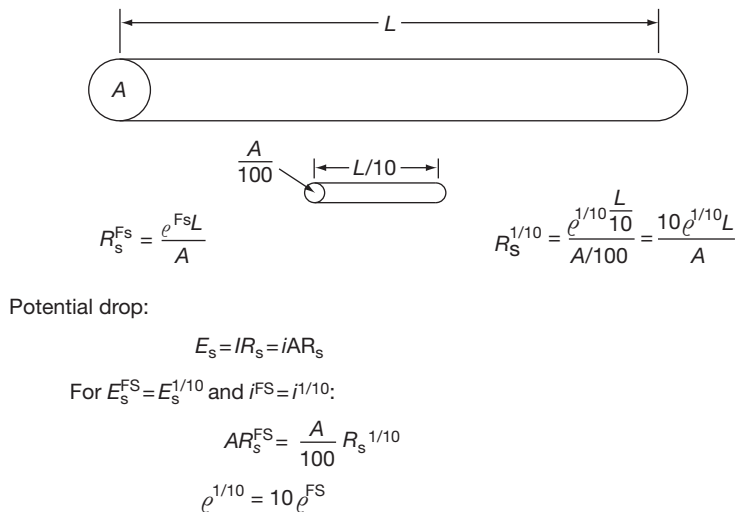 L
A
A/100
L/10
R_s^Fs = ρ^Fs L / A
R_s^1/10 = ρ^1/10 (L/10) / (A/100) = 10ρ^1/10 L / A
Potential drop:
E_s = IR_s = iAR_s
For E_s^FS = E_s^1/10 and i^FS = i^1/10:
AR_s^FS = A/100 R_s^1/10
ρ^1/10 = 10 ρ^FS